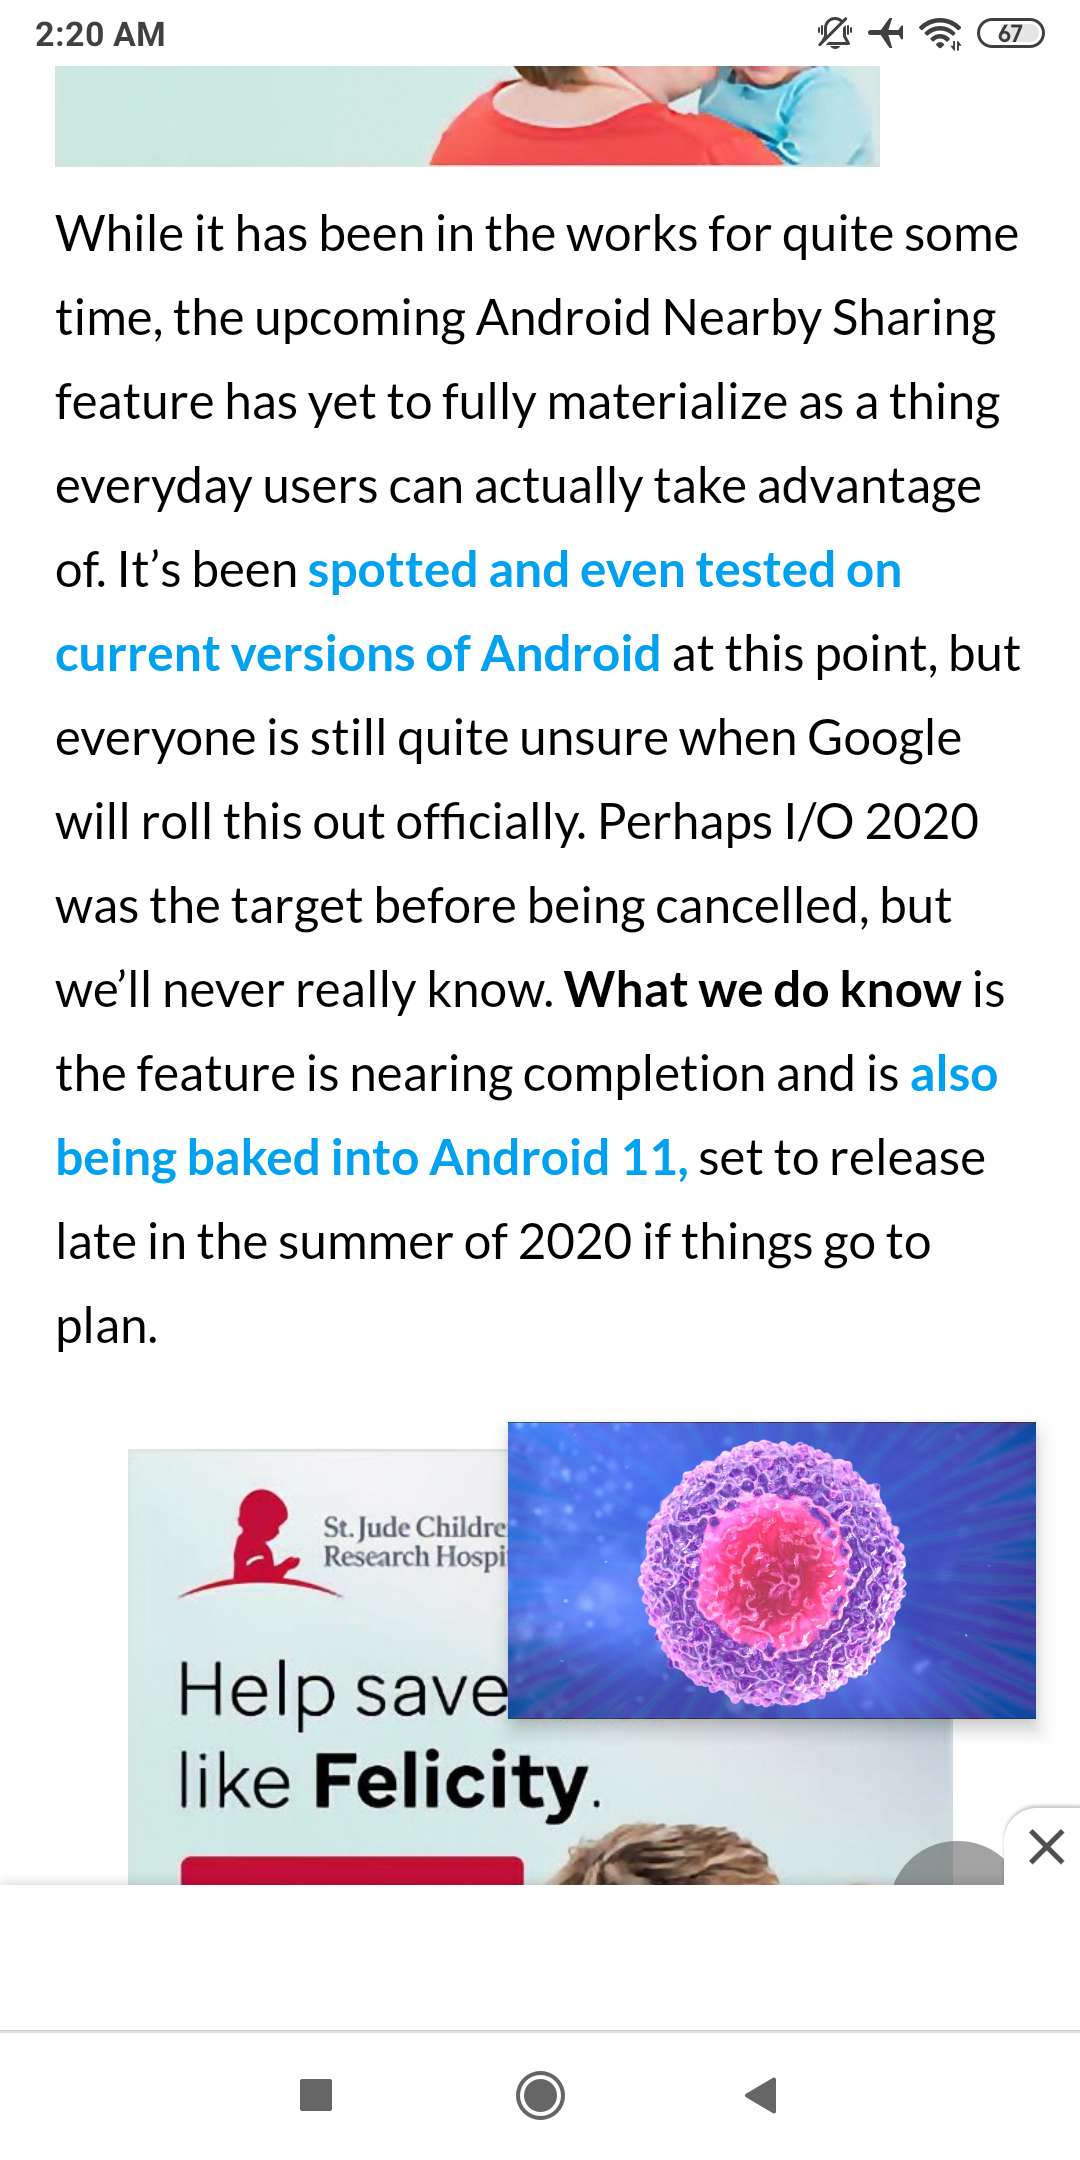 2:20 AM
67
While it has been in the works for quite some
time, the upcoming Android Nearby Sharing
feature has yet to fully materialize as a thing
everyday users can actually take advantage
of. It’s been spotted and even tested on
current versions of Android at this point, but
everyone is still quite unsure when Google
will roll this out officially. Perhaps I/O 2020
was the target before being cancelled, but
we’ll never really know. What we do know is
the feature is nearing completion and is also
being baked into Android 11, set to release
late in the summer of 2020 if things go to
plan.
St. Jude Childre
Research Hospi
Help save
like Felicity.